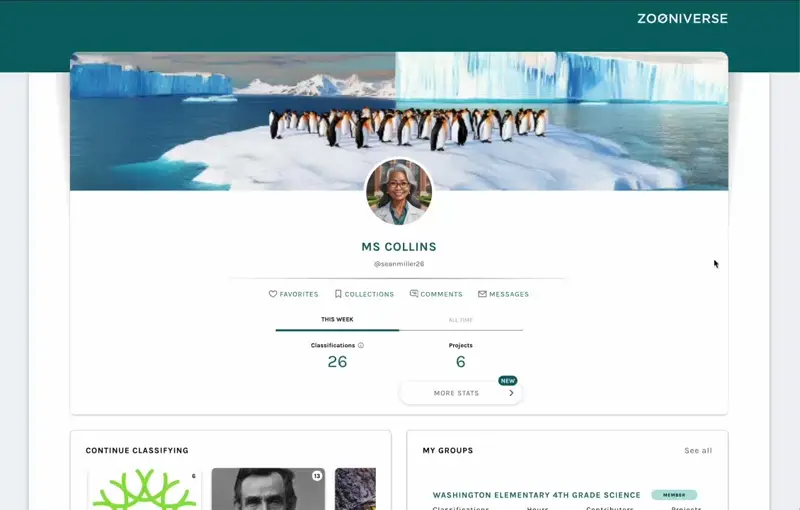 ZOONIVERSE
MS COLLINS
@seanmiller26
FAVORITES COLLECTIONS COMMENTS MESSAGES
THIS WEEK ALL TIME
Classifications Projects
26 6
NEW
MORE STATS
CONTINUE CLASSIFYING
6
13
MY GROUPS See all
WASHINGTON ELEMENTARY 4TH GRADE SCIENCE MEMBER
Classifications Hours Contributors Projects